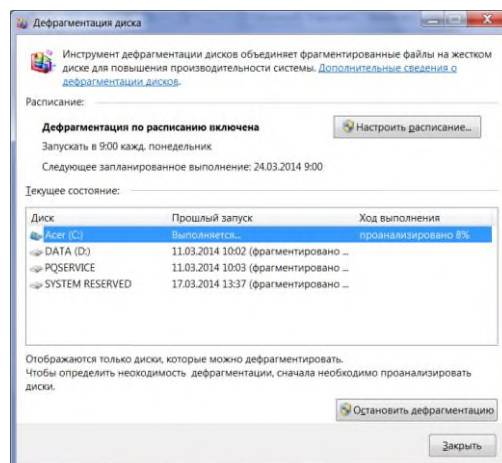 Дефрагментация диска
Инструмент дефрагментации дисков объединяет фрагментированные файлы на жестком
диске для повышения производительности системы. Дополнительные сведения о
дефрагментации дисков.
Расписание:
Дефрагментация по расписанию включена
Настроить расписание...
Запускать в 9:00 кажд. понедельник
Следующее запланированное выполнение: 24.03.2014 9:00
Текущее состояние:
Диск Прошлый запуск Ход выполнения
Acer (C:) Выполняется... проанализировано 8%
DATA (D:) 11.03.2014 10:02 (фрагментировано ...
PQSERVICE 11.03.2014 10:03 (фрагментировано ...
SYSTEM RESERVED 17.03.2014 13:37 (фрагментировано ...
Отображаются только диски, которые можно дефрагментировать.
Чтобы определить неоходимость дефрагментации, сначала необходимо проанализировать
диски.
Остановить дефрагментацию
Закрыть